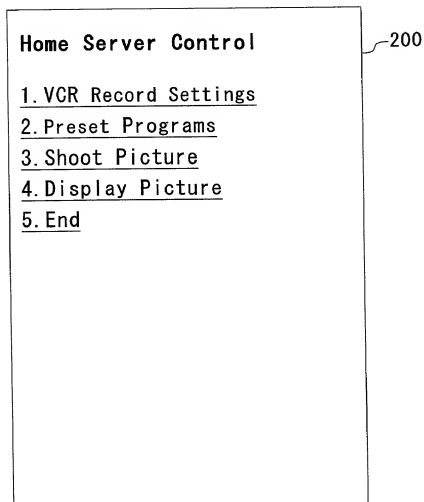 Home Server Control
200
1. VCR Record Settings
2. Preset Programs
3. Shoot Picture
4. Display Picture
5. End